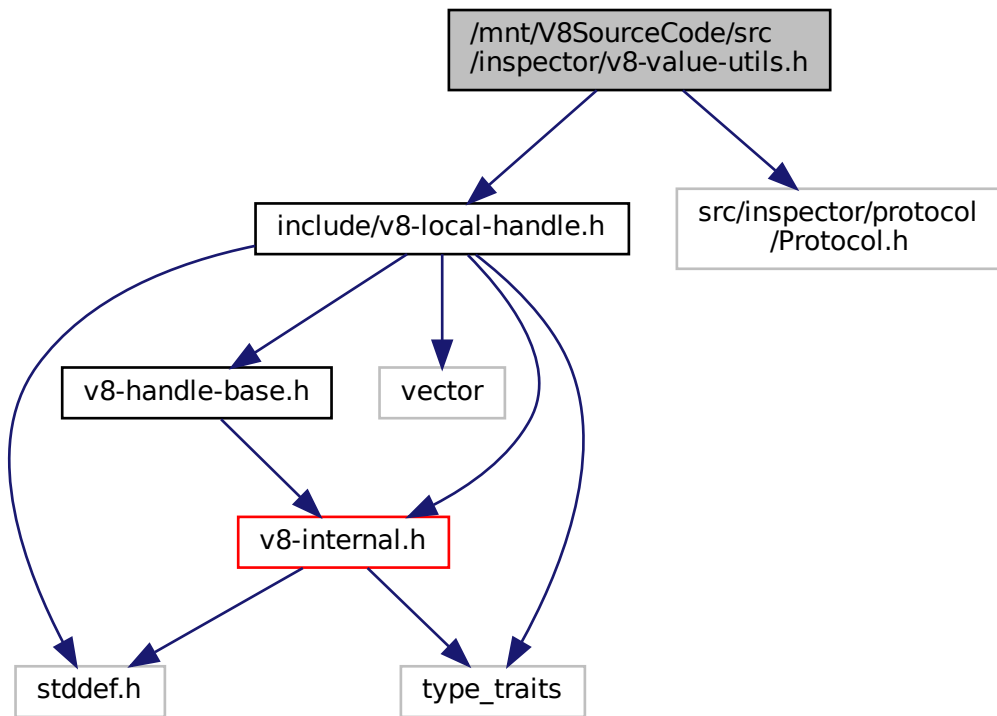 /mnt/V8SourceCode/src
/inspector/v8-value-utils.h
include/v8-local-handle.h
src/inspector/protocol
/Protocol.h
v8-handle-base.h
vector
v8-internal.h
stddef.h
type_traits